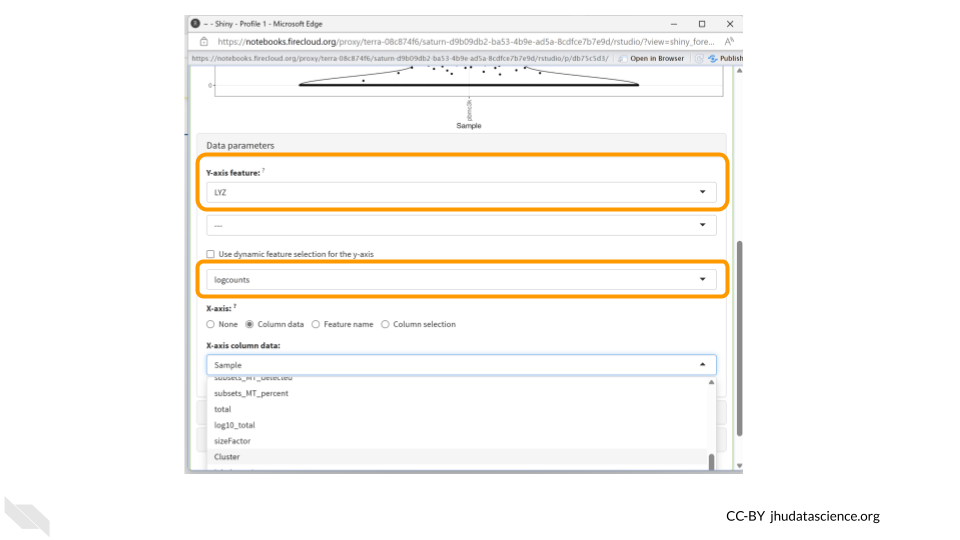 – - Shiny - Profile 1 - Microsoft Edge
https://notebooks.firecloud.org/proxy/terra-08c874f6/saturn-d9b09db2-ba53-4b9e-ad5a-8cdfce7b7e9d/rstudio/?view=shiny_fore...
https://notebooks.firecloud.org/proxy/terra-08c874f6/saturn-d9b09db2-ba53-4b9e-ad5a-8cdfce7b7e9d/rstudio/p/db75c5d3/ Open in Browser Publish
0
pbmc3k
Sample
Data parameters
Y-axis feature: ?
LYZ
---
Use dynamic feature selection for the y-axis
logcounts
X-axis: ?
None Column data Feature name Column selection
X-axis column data:
Sample
subsets_MT_detected
subsets_MT_percent
total
log10_total
sizeFactor
Cluster
CC-BY jhudatascience.org